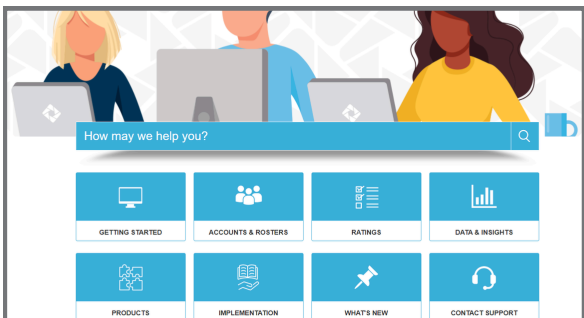 How may we help you?
GETTING STARTED
ACCOUNTS & ROSTERS
RATINGS
DATA & INSIGHTS
PRODUCTS
IMPLEMENTATION
WHAT'S NEW
CONTACT SUPPORT